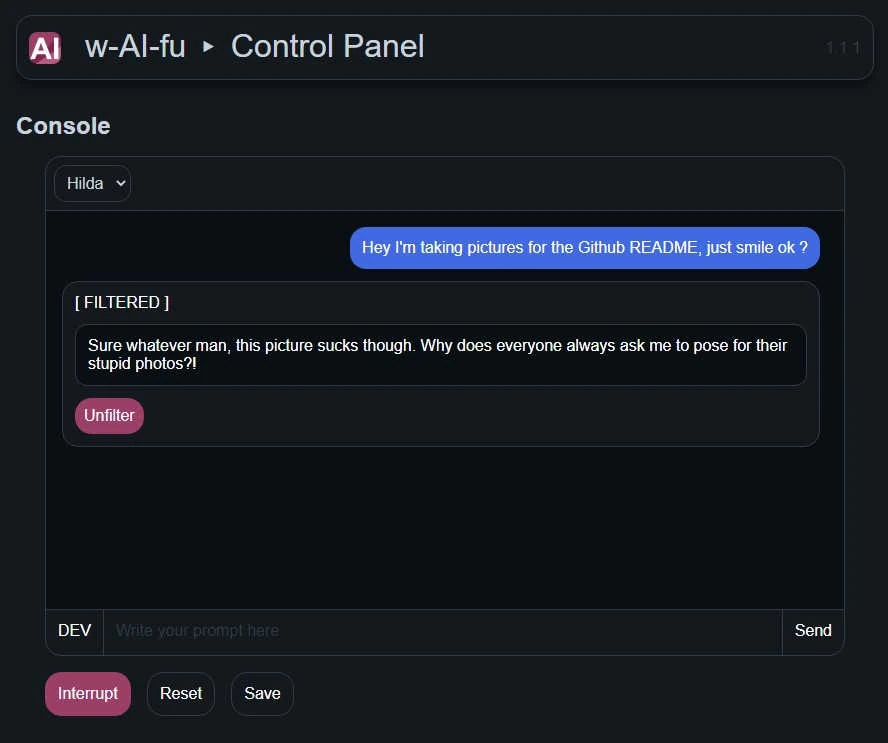 AI w-AI-fu ▸ Control Panel 1.1.1
Console
Hilda
Hey I'm taking pictures for the Github README, just smile ok ?
[ FILTERED ]
Sure whatever man, this picture sucks though. Why does everyone always ask me to pose for their
stupid photos?!
Unfilter
DEV Write your prompt here Send
Interrupt Reset Save